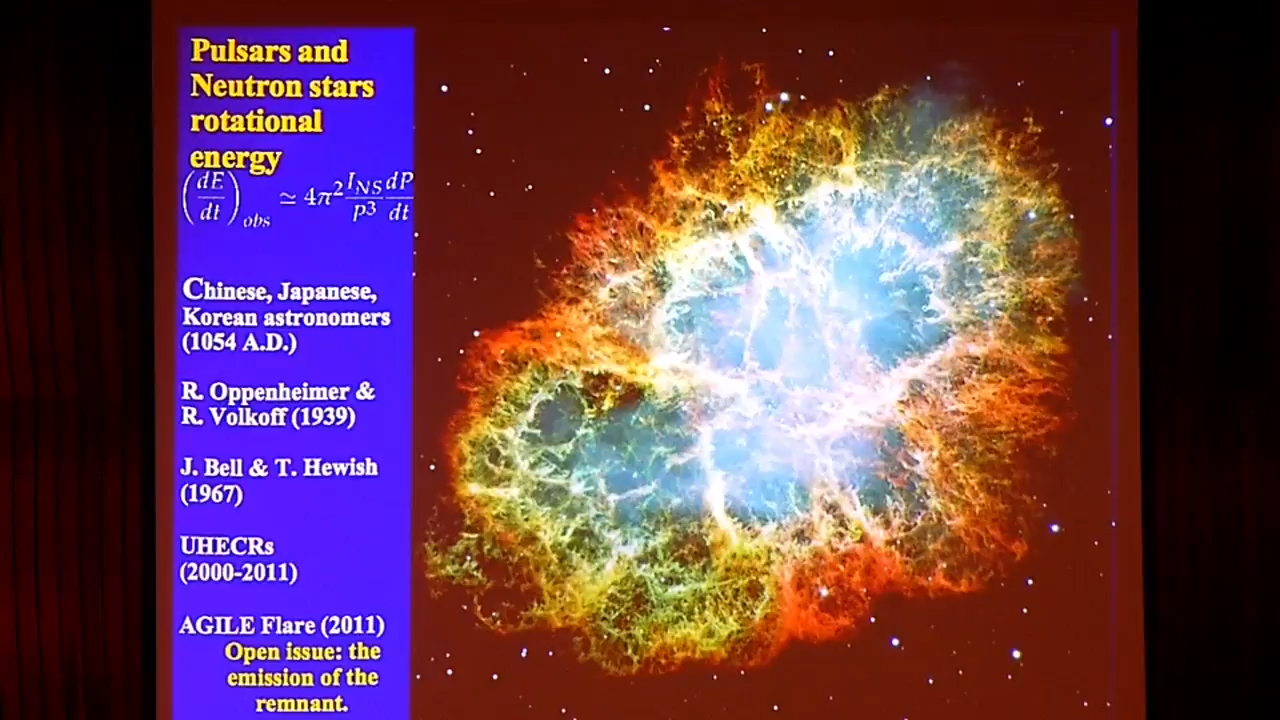 Pulsars and
Neutron stars
rotational
energy
(dE/dt)obs ≃ 4π² I_NS/P³ dP/dt
Chinese, Japanese,
Korean astronomers
(1054 A.D.)
R. Oppenheimer &
R. Volkoff (1939)
J. Bell & T. Hewish
(1967)
UHECRs
(2000-2011)
AGILE Flare (2011)
Open issue: the
emission of the
remnant.